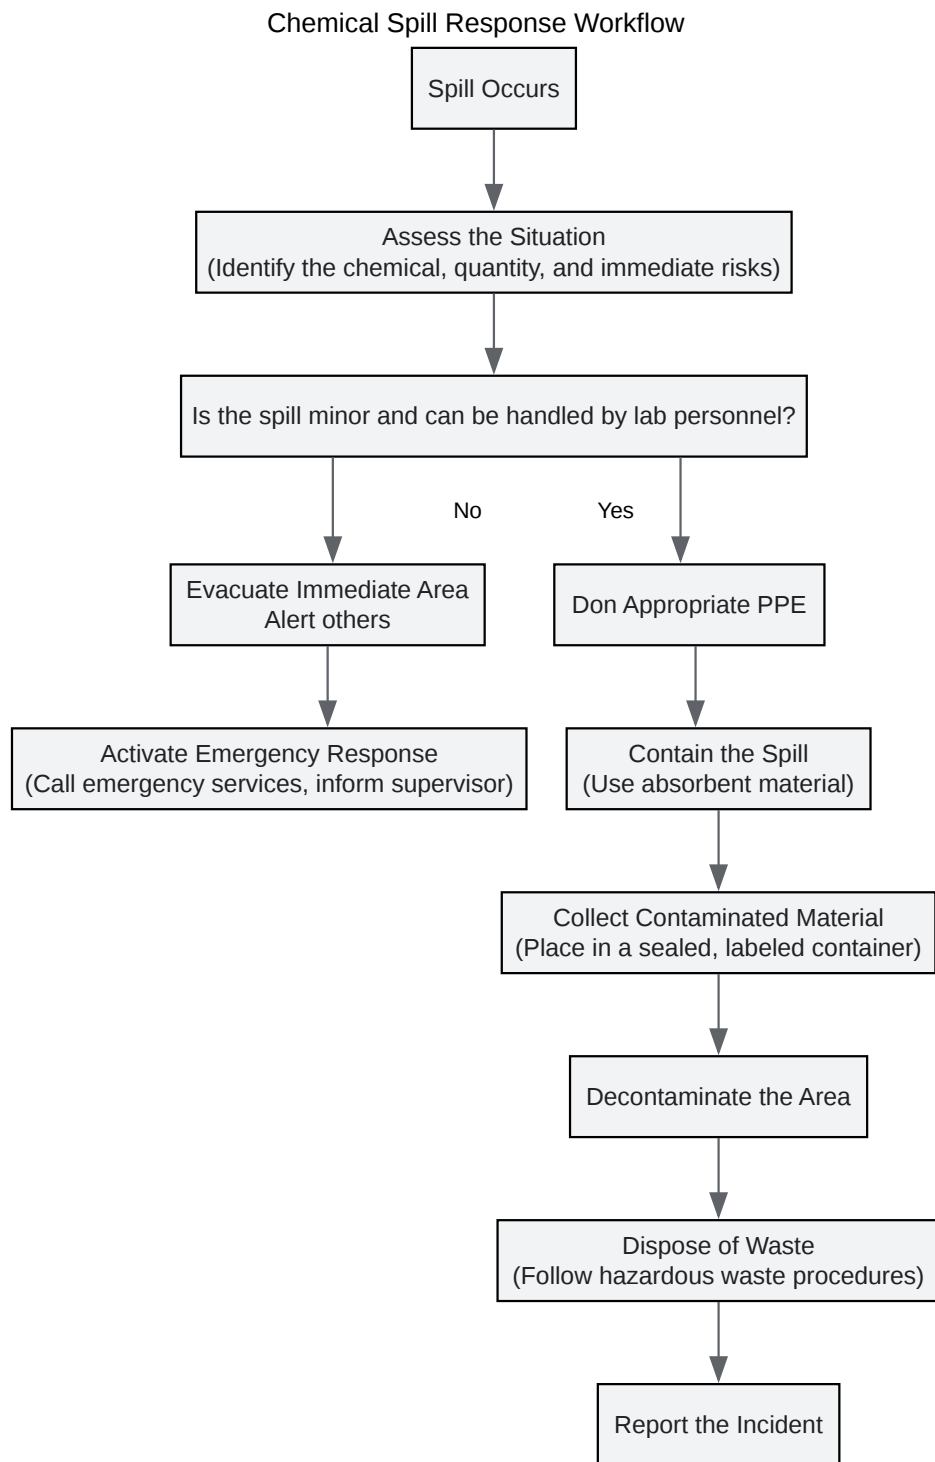 Chemical Spill Response Workflow
Spill Occurs
Assess the Situation
(Identify the chemical, quantity, and immediate risks)
Is the spill minor and can be handled by lab personnel?
No
Yes
Evacuate Immediate Area
Alert others
Don Appropriate PPE
Activate Emergency Response
(Call emergency services, inform supervisor)
Contain the Spill
(Use absorbent material)
Collect Contaminated Material
(Place in a sealed, labeled container)
Decontaminate the Area
Dispose of Waste
(Follow hazardous waste procedures)
Report the Incident